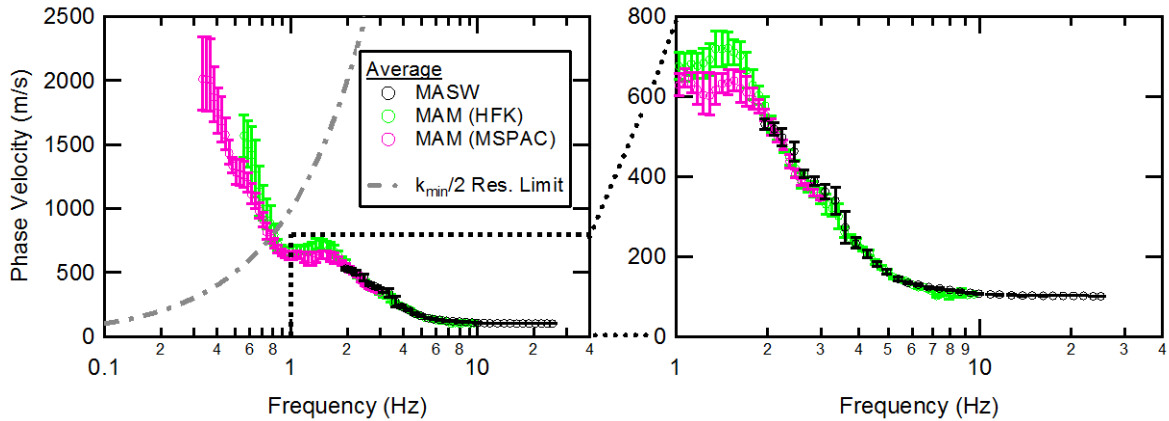 2500
2000
1500
1000
500
0
Phase Velocity (m/s)
Average
MASW
MAM (HFK)
MAM (MSPAC)
kmin/2 Res. Limit
2 4 6 8 2 4 6 8 2 4
0.1 1 10
Frequency (Hz)
800
600
400
200
0
2 3 4 5 6 7 8 9 2 3 4
1 10
Frequency (Hz)